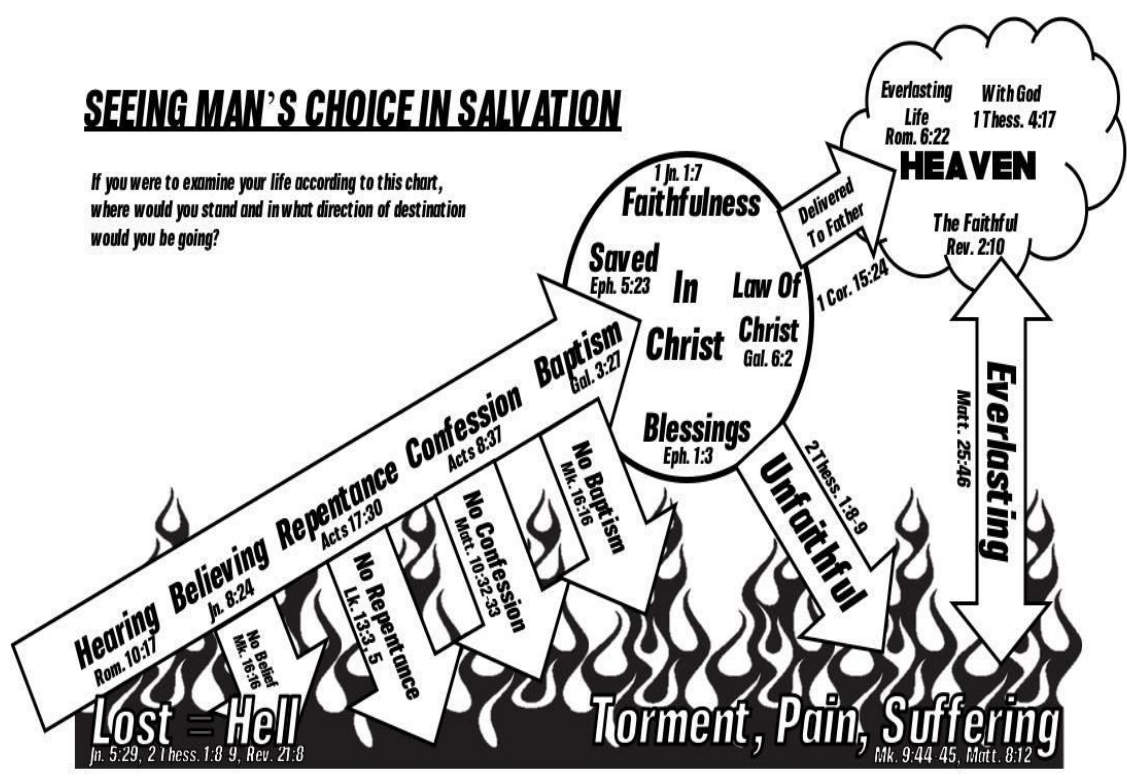 SEEING MAN’S CHOICE IN SALVATION
If you were to examine your life according to this chart,
where would you stand and in what direction of destination
would you be going?
Everlasting
Life
Rom. 6:22
With God
1 Thess. 4:17
HEAVEN
The Faithful
Rev. 2:10
Delivered
To Father
1 Cor. 15:24
1 Jn. 1:7
Faithfulness
Saved
Eph. 5:23
In
Christ
Law Of
Christ
Gal. 6:2
Blessings
Eph. 1:3
Hearing Believing Repentance Confession Baptism
Rom. 10:17
Jn. 8:24
Acts 17:30
Acts 8:37
Gal. 3:27
No Belief
Mk. 16:16
No Repentance
Lk. 13:3, 5
No Confession
Matt. 10:32-33
No Baptism
Mk. 16:16
2 Thess. 1:8-9
Unfaithful
Everlasting
Matt. 25:46
Lost = Hell
Jn. 5:29, 2 Thess. 1:8 9, Rev. 21:8
Torment, Pain, Suffering
Mk. 9:44 45, Matt. 8:12